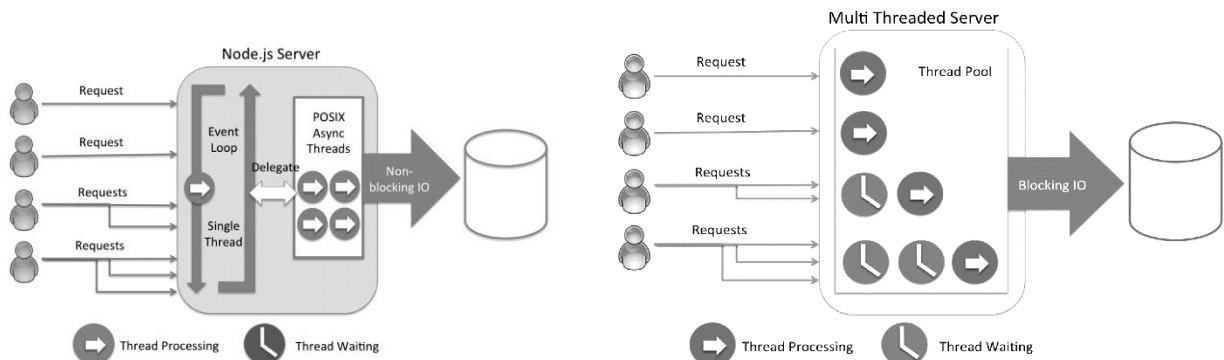 Node.js Server
Request
Request
Requests
Requests
Event
Loop
Single
Thread
Delegate
POSIX
Async
Threads
Non-
blocking IO
Thread Processing
Thread Waiting
Multi Threaded Server
Request
Request
Requests
Requests
Thread Pool
Blocking IO
Thread Processing
Thread Waiting